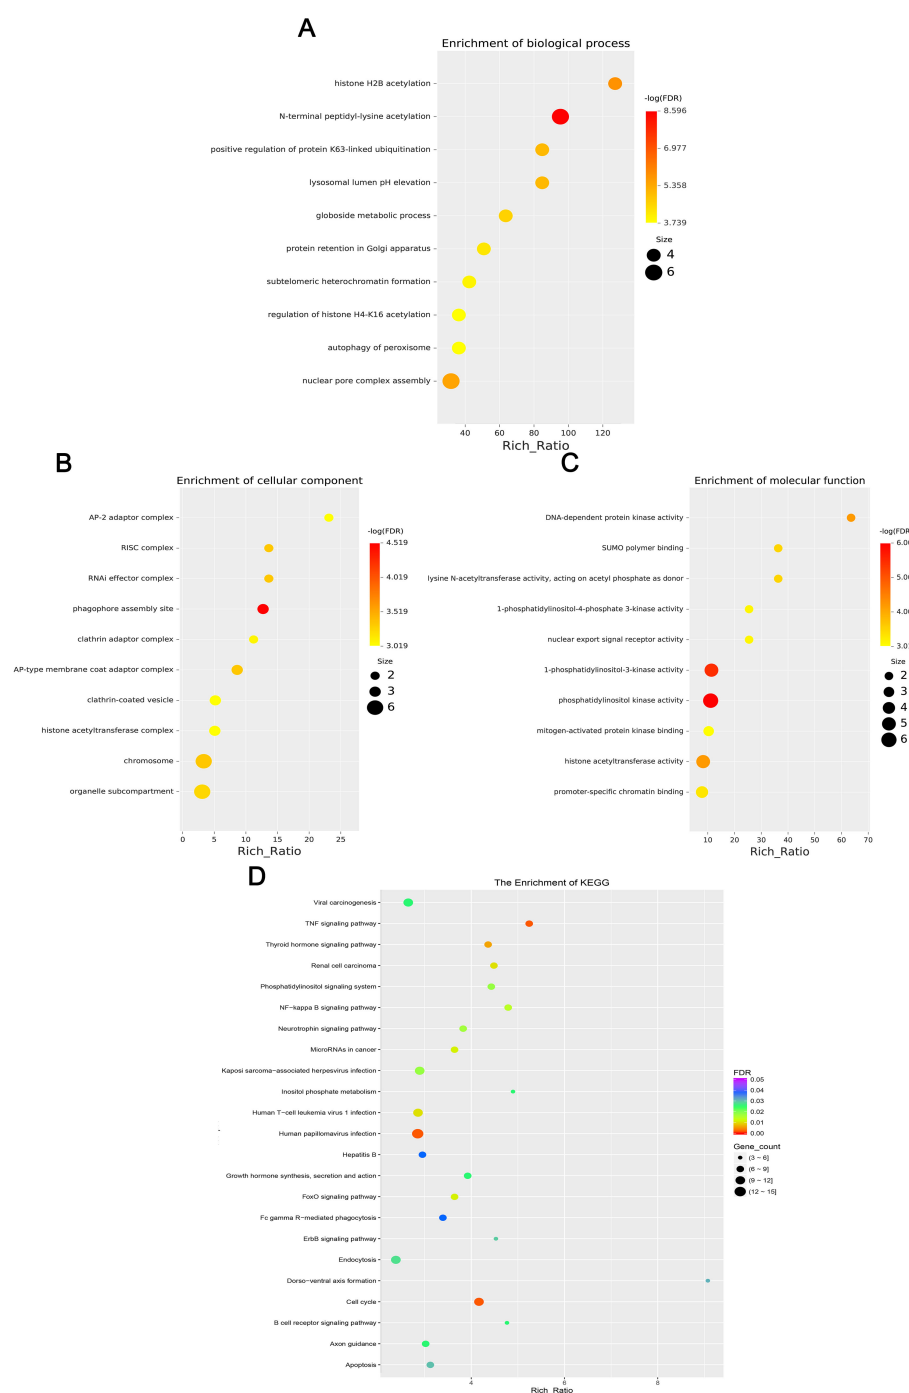 A
Enrichment of biological process
histone H2B acetylation
N-terminal peptidyl-lysine acetylation
positive regulation of protein K63-linked ubiquitination
lysosomal lumen pH elevation
globoside metabolic process
protein retention in Golgi apparatus
subtelomeric heterochromatin formation
regulation of histone H4-K16 acetylation
autophagy of peroxisome
nuclear pore complex assembly
40 60 80 100 120
Rich_Ratio
-log(FDR)
8.596
6.977
5.358
3.739
Size
4
6
B
Enrichment of cellular component
AP-2 adaptor complex
RISC complex
RNAi effector complex
phagophore assembly site
clathrin adaptor complex
AP-type membrane coat adaptor complex
clathrin-coated vesicle
histone acetyltransferase complex
chromosome
organelle subcompartment
0 5 10 15 20 25
Rich_Ratio
-log(FDR)
4.519
4.019
3.519
3.019
Size
2
3
6
C
Enrichment of molecular function
DNA-dependent protein kinase activity
SUMO polymer binding
lysine N-acetyltransferase activity, acting on acetyl phosphate as donor
1-phosphatidylinositol-4-phosphate 3-kinase activity
nuclear export signal receptor activity
1-phosphatidylinositol-3-kinase activity
phosphatidylinositol kinase activity
mitogen-activated protein kinase binding
histone acetyltransferase activity
promoter-specific chromatin binding
10 20 30 40 50 60 70
Rich_Ratio
-log(FDR)
Size
2
3
4
5
6
D
The Enrichment of KEGG
Viral carcinogenesis
TNF signaling pathway
Thyroid hormone signaling pathway
Renal cell carcinoma
Phosphatidylinositol signaling system
NF−kappa B signaling pathway
Neurotrophin signaling pathway
MicroRNAs in cancer
Kaposi sarcoma−associated herpesvirus infection
Inositol phosphate metabolism
Human T−cell leukemia virus 1 infection
Human papillomavirus infection
Hepatitis B
Growth hormone synthesis, secretion and action
FoxO signaling pathway
Fc gamma R−mediated phagocytosis
ErbB signaling pathway
Endocytosis
Dorso−ventral axis formation
Cell cycle
B cell receptor signaling pathway
Axon guidance
Apoptosis
4 6 8
Rich_Ratio
FDR
0.05
0.04
0.03
0.02
0.01
0.00
Gene_count
(3 ~ 6]
(6 ~ 9]
(9 ~ 12]
(12 ~ 15]